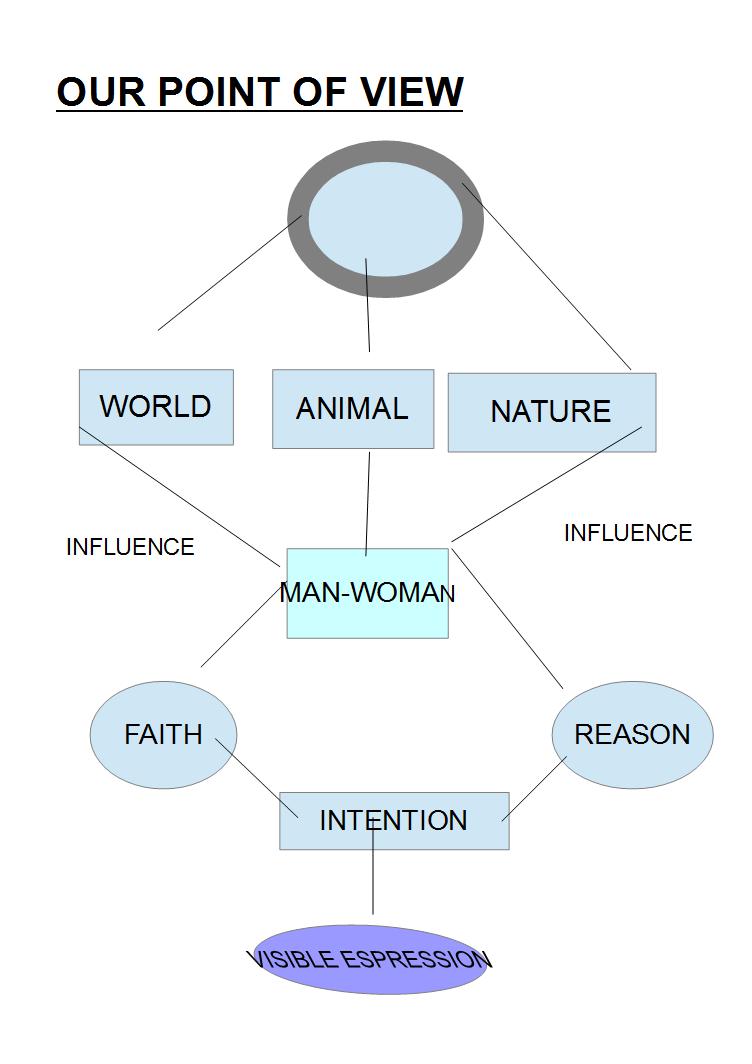 OUR POINT OF VIEW
WORLD
ANIMAL
NATURE
INFLUENCE
INFLUENCE
MAN-WOMAN
FAITH
REASON
INTENTION
VISIBLE ESPRESSION